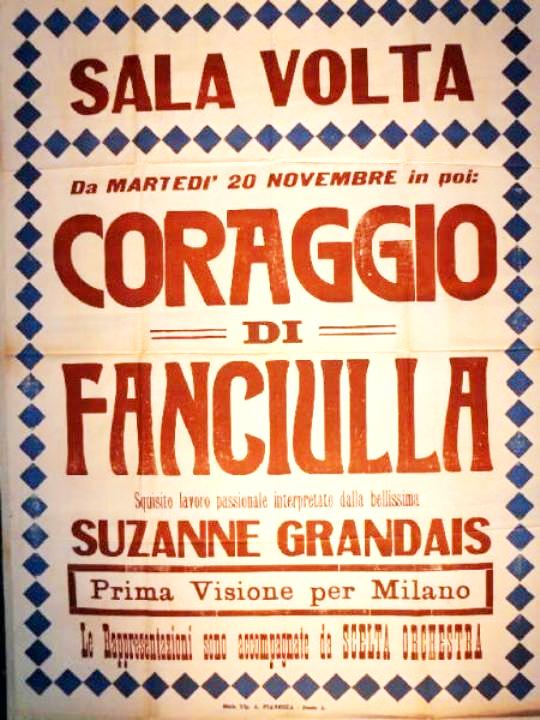 SALA VOLTA
Da MARTEDI' 20 NOVEMBRE in poi:
CORAGGIO
DI
FANCIULLA
Squisito lavoro passionale interpretato dalla bellissima
SUZANNE GRANDAIS
Prima Visione per Milano
Le Rappresentazioni sono accompagnate da SCELTA ORCHESTRA